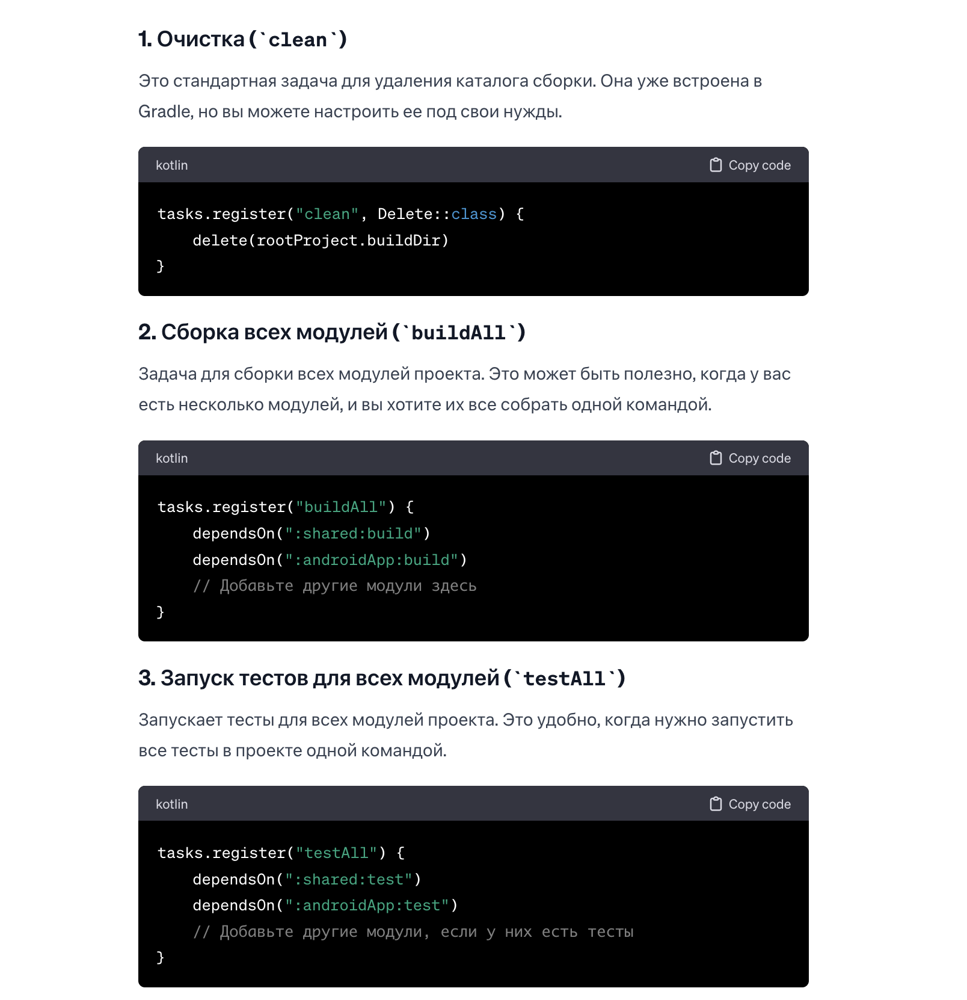 1. Очистка (`clean`)
Это стандартная задача для удаления каталога сборки. Она уже встроена в
Gradle, но вы можете настроить ее под свои нужды.
kotlin
Copy code
tasks.register("clean", Delete::class) {
    delete(rootProject.buildDir)
}
2. Сборка всех модулей (`buildAll`)
Задача для сборки всех модулей проекта. Это может быть полезно, когда у вас
есть несколько модулей, и вы хотите их все собрать одной командой.
kotlin
Copy code
tasks.register("buildAll") {
    dependsOn(":shared:build")
    dependsOn(":androidApp:build")
    // Добавьте другие модули здесь
}
3. Запуск тестов для всех модулей (`testAll`)
Запускает тесты для всех модулей проекта. Это удобно, когда нужно запустить
все тесты в проекте одной командой.
kotlin
Copy code
tasks.register("testAll") {
    dependsOn(":shared:test")
    dependsOn(":androidApp:test")
    // Добавьте другие модули, если у них есть тесты
}